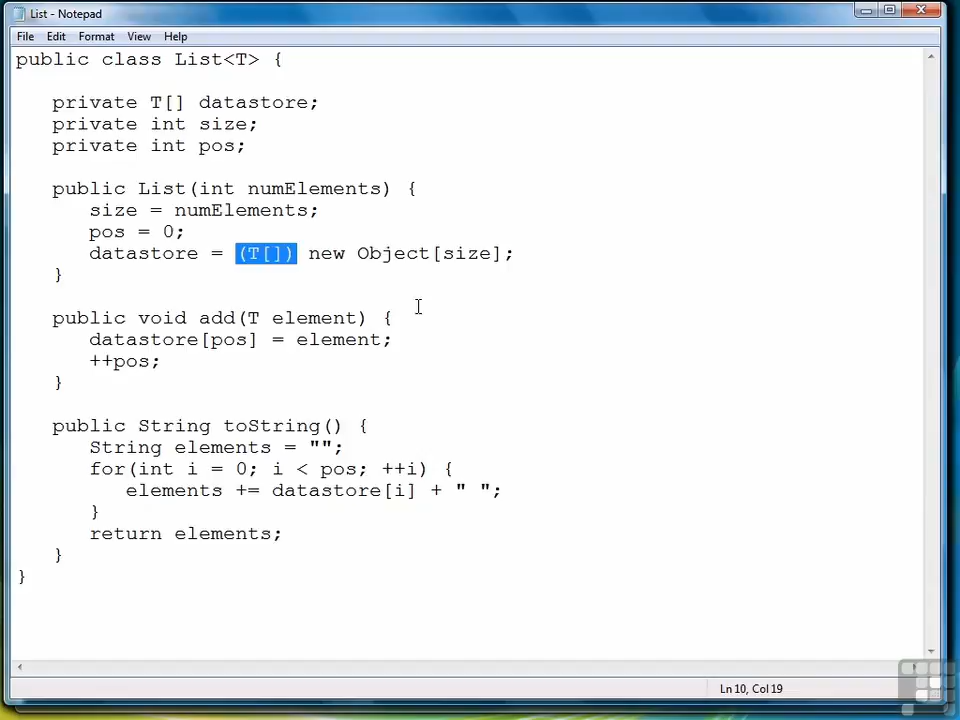 List - Notepad
File Edit Format View Help
public class List<T> {
private T[] datastore;
private int size;
private int pos;
public List(int numElements) {
size = numElements;
pos = 0;
datastore = (T[]) new Object[size];
}
public void add(T element) {
datastore[pos] = element;
++pos;
}
public String toString() {
String elements = "";
for(int i = 0; i < pos; ++i) {
elements += datastore[i] + " ";
}
return elements;
}
}
Ln 10, Col 19